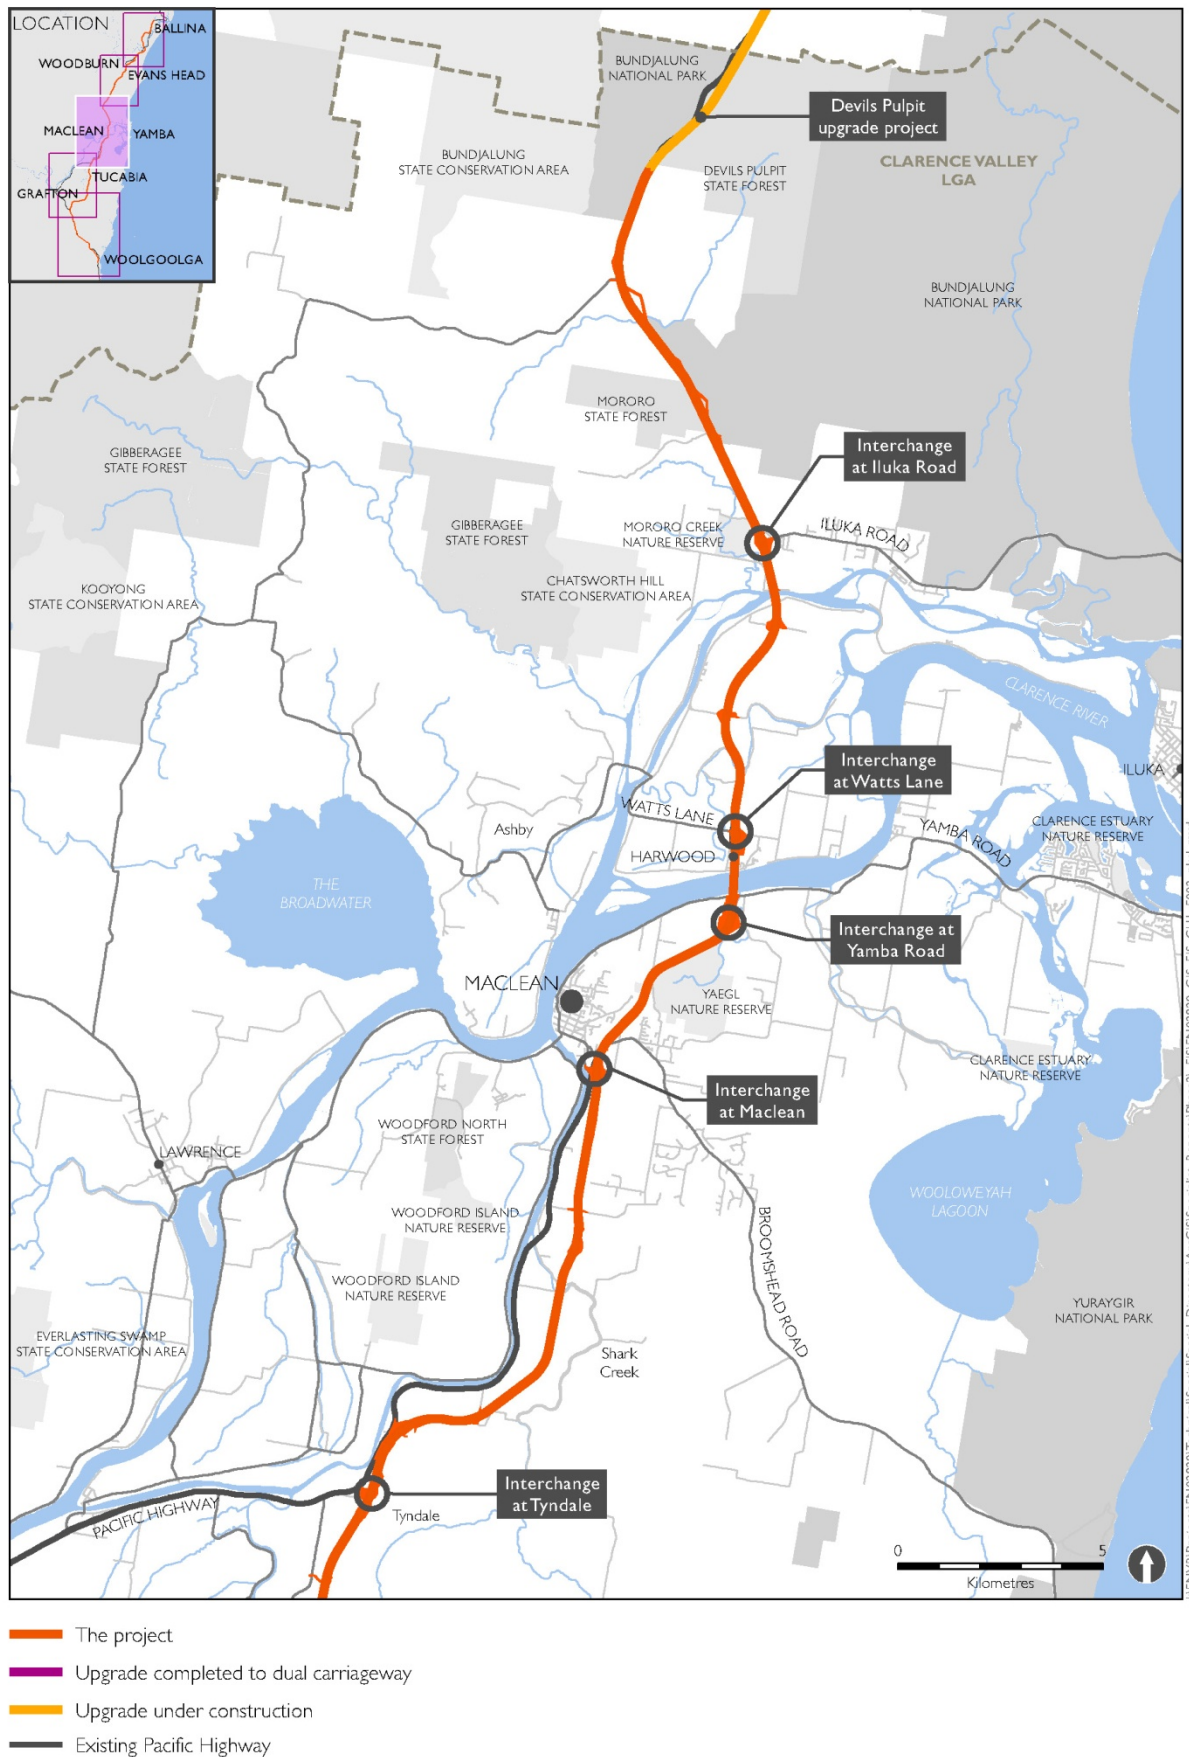 LOCATION
BALLINA
WOODBURN
EVANS HEAD
MACLEAN
YAMBA
TUCABIA
GRAFTON
WOOLGOOLGA
BUNDJALUNG
NATIONAL PARK
Devils Pulpit
upgrade project
BUNDJALUNG
STATE CONSERVATION AREA
DEVILS PULPIT
STATE FOREST
CLARENCE VALLEY
LGA
BUNDJALUNG
NATIONAL PARK
MORORO
STATE FOREST
GIBBERAGEE
STATE FOREST
Interchange
at Iluka Road
GIBBERAGEE
STATE FOREST
MORORO CREEK
NATURE RESERVE
ILUKA ROAD
KOOYONG
STATE CONSERVATION AREA
CHATSWORTH HILL
STATE CONSERVATION AREA
CLARENCE RIVER
Interchange
at Watts Lane
ILUKA
WATTS LANE
Ashby
HARWOOD
YAMBA ROAD
CLARENCE ESTUARY
NATURE RESERVE
THE
BROADWATER
Interchange at
Yamba Road
MACLEAN
YAEGL
NATURE RESERVE
CLARENCE ESTUARY
NATURE RESERVE
Interchange
at Maclean
WOODFORD NORTH
STATE FOREST
LAWRENCE
WOOLOWEYAH
LAGOON
WOODFORD ISLAND
NATURE RESERVE
BROOMSHEAD ROAD
WOODFORD ISLAND
NATURE RESERVE
YURAYGIR
NATIONAL PARK
EVERLASTING SWAMP
STATE CONSERVATION AREA
Shark
Creek
Interchange
at Tyndale
PACIFIC HIGHWAY
Tyndale
0 5
Kilometres
The project
Upgrade completed to dual carriageway
Upgrade under construction
Existing Pacific Highway